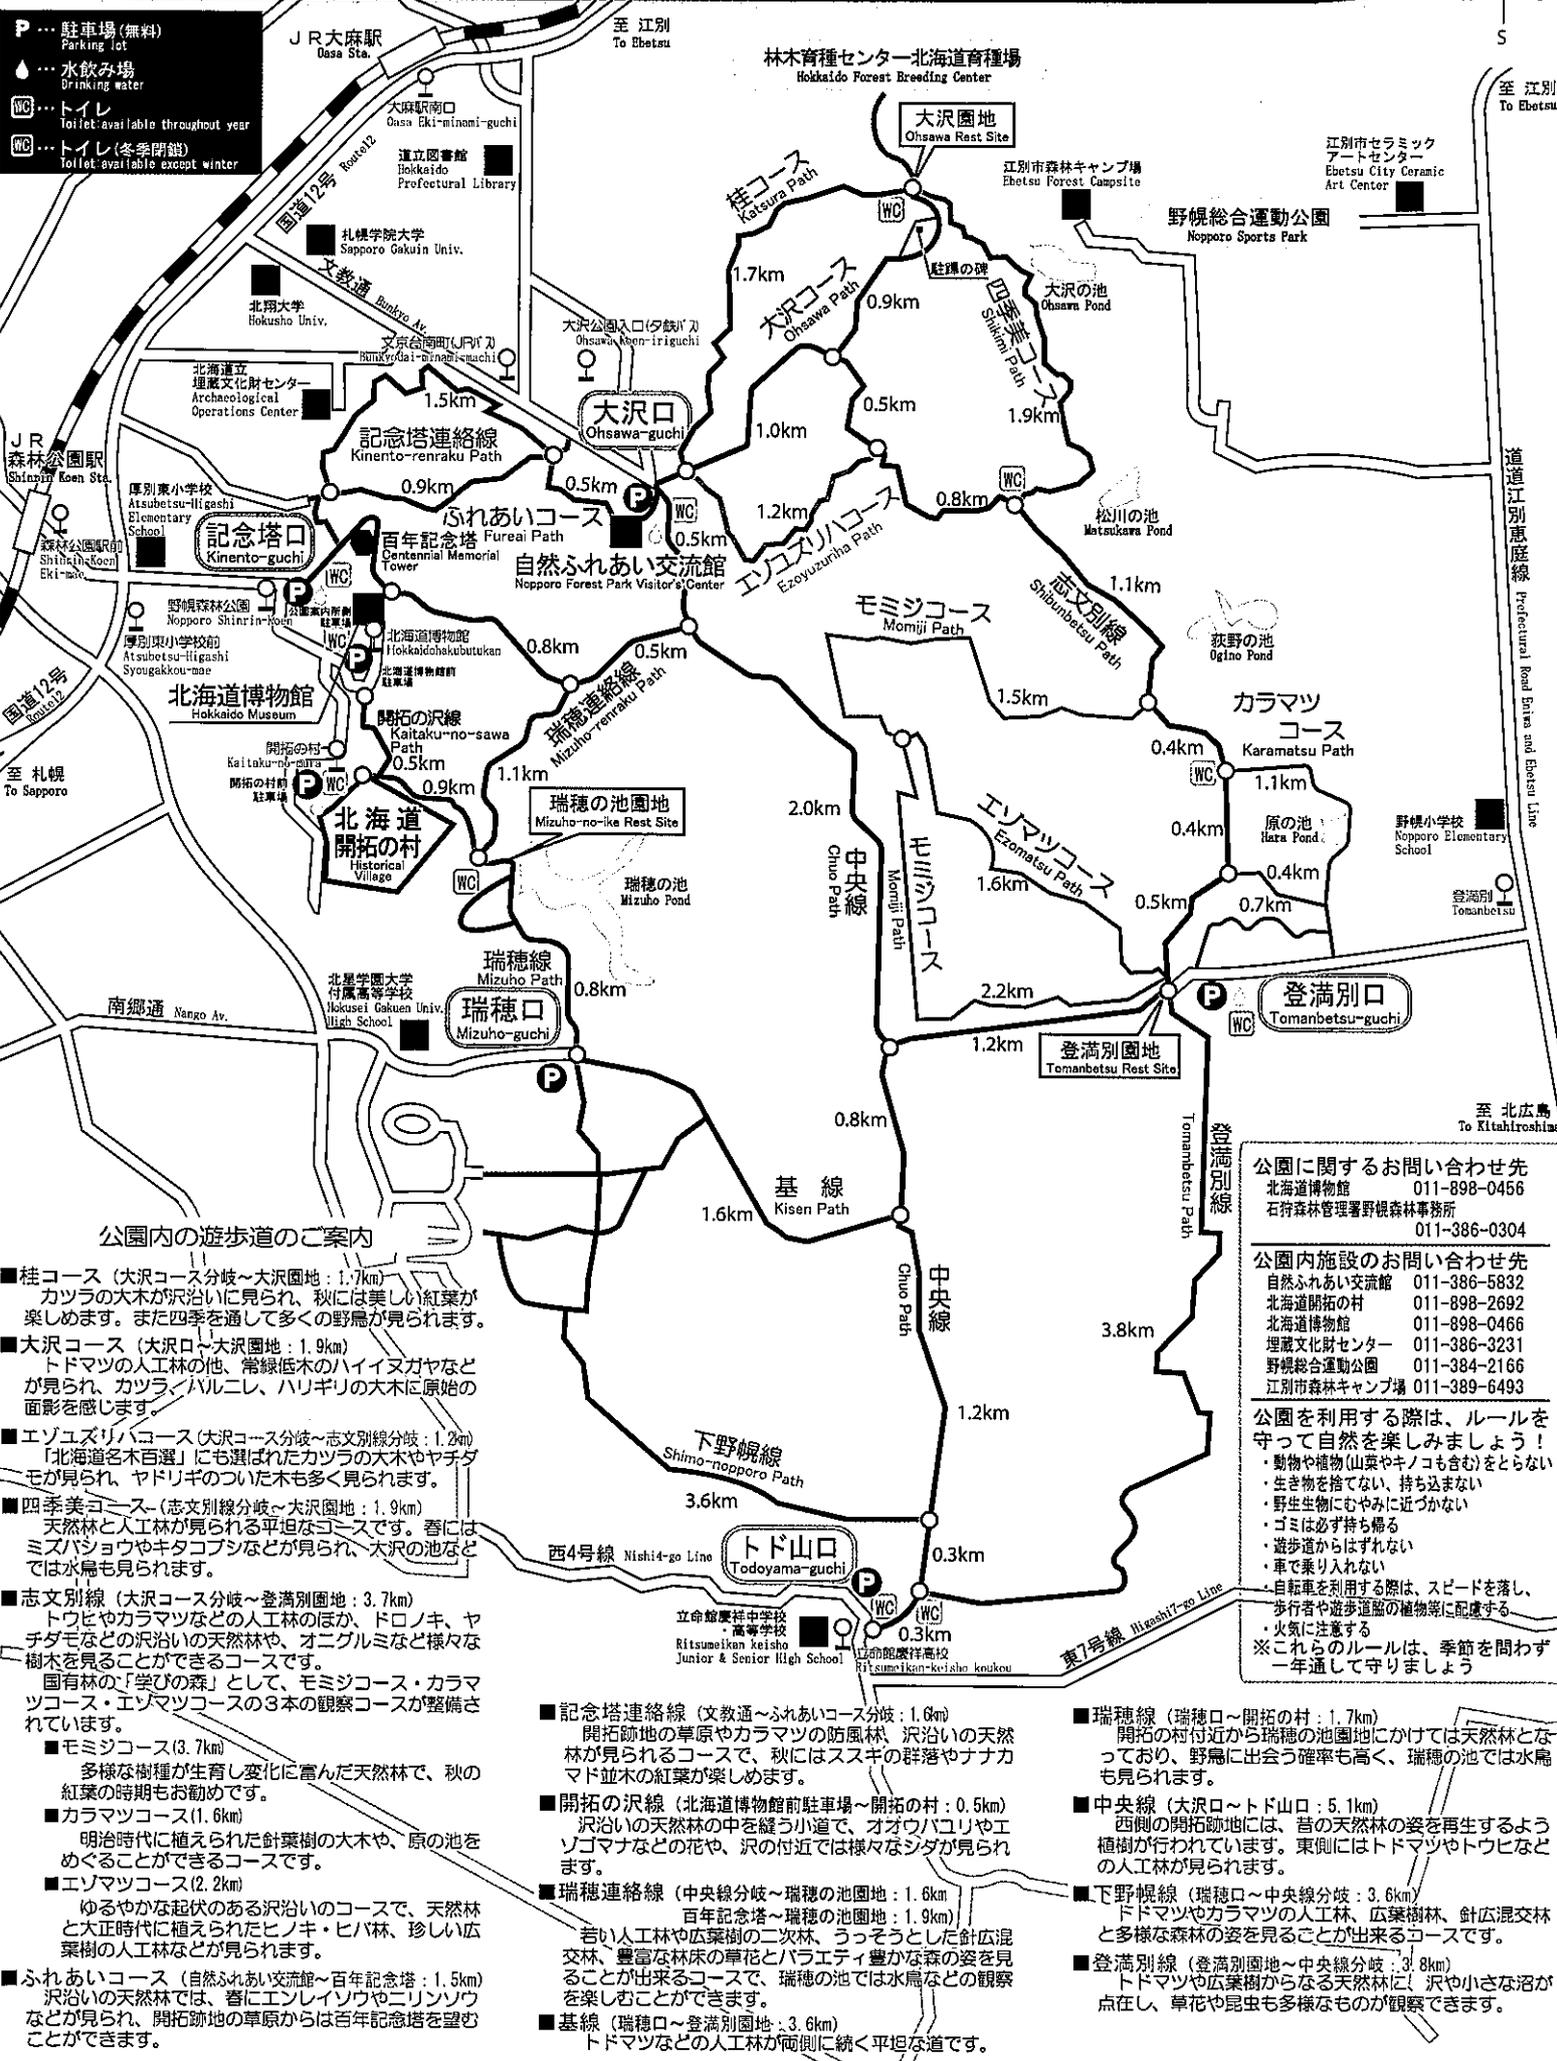 P … 駐車場(無料)
Parking lot
… 水飲み場
Drinking water
WC … トイレ
Toilet:available throughout year
WC … トイレ(冬季閉鎖)
Toilet:available except winter
JR大麻駅
Oasa Sta.
至 江別
To Ebetsu
大麻駅南口
Oasa Eki-minami-guchi
道立図書館
Hokkaido
Prefectural Library
国道12号 Route12
札幌学院大学
Sapporo Gakuin Univ.
文教通 Bunkyo Av.
北翔大学
Hokusho Univ.
文京台南町(JRバス)
Bunkyodai-minami-machi
大沢公園入口(夕鉄バス)
Ohsawa Koen-iriguchi
北海道立
埋蔵文化財センター
Archaeological
Operations Center
林木育種センター北海道育種場
Hokkaido Forest Breeding Center
大沢園地
Ohsawa Rest Site
S
至 江別
To Ebetsu
江別市森林キャンプ場
Ebetsu Forest Campsite
江別市セラミック
アートセンター
Ebetsu City Ceramic
Art Center
野幌総合運動公園
Nopporo Sports Park
桂コース
Katsura Path
WC
1.7km
大沢コース
Ohsawa Path
0.9km
駐蹕の碑
四季美コース
Shikimi Path
大沢の池
Ohsawa Pond
1.9km
大沢口
Ohsawa-guchi
1.0km
0.5km
1.5km
記念塔連絡線
Kinento-renraku Path
0.9km
0.5km
JR
森林公園駅
Shinrin Koen Sta.
厚別東小学校
Atsubetsu-Higashi
Elementary
School
森林公園駅前
Shinrin-Koen
Eki-mae
記念塔口
Kinento-guchi
ふれあいコース
Fureai Path
P
WC
0.5km
自然ふれあい交流館
Nopporo Forest Park Visitor's Center
1.2km
エゾユズリハコース
Ezoyuzuriha Path
0.8km
WC
松川の池
Matsukawa Pond
百年記念塔
Centennial Memorial
Tower
P
WC
公園案内所側
駐車場
野幌森林公園
Nopporo Shinrin-Koen
厚別東小学校前
Atsubetsu-Higashi
Syougakkou-mae
WC
P
北海道博物館
Hokkaidohakubutukan
北海道博物館前
駐車場
北海道博物館
Hokkaido Museum
国道12号
Route12
至 札幌
To Sapporo
開拓の村
Kaitaku-no-mura
開拓の村前
駐車場
P
WC
開拓の沢線
Kaitaku-no-sawa
Path
0.5km
0.9km
北海道
開拓の村
Historical
Village
0.8km
0.5km
瑞穂連絡線
Mizuho-renraku Path
1.1km
瑞穂の池園地
Mizuho-no-ike Rest Site
WC
瑞穂の池
Mizuho Pond
モミジコース
Momiji Path
志文別線
Shibunbetsu Path
1.1km
荻野の池
Ogino Pond
1.5km
カラマツ
コース
Karamatsu Path
0.4km
WC
1.1km
2.0km
中央線
Chuo Path
モミジコース
Momiji Path
エゾマツコース
Ezomatsu Path
1.6km
0.4km
原の池
Hara Pond
0.4km
0.5km
0.7km
野幌小学校
Nopporo Elementary
School
登満別
Tomanbetsu
道道江別恵庭線 Prefectural Road Eniwa and Ebetsu Line
瑞穂線
Mizuho Path
0.8km
北星学園大学
付属高等学校
Hokusei Gakuen Univ.
High School
瑞穂口
Mizuho-guchi
P
南郷通 Nango Av.
2.2km
1.2km
P
WC
登満別口
Tomanbetsu-guchi
登満別園地
Tomanbetsu Rest Site
0.8km
登満別線
Tomambetsu Path
至 北広島
To Kitahiroshima
基 線
Kisen Path
1.6km
中央線
Chuo Path
3.8km
1.2km
下野幌線
Shimo-nopporo Path
3.6km
西4号線 Nishi4-go Line
トド山口
Todoyama-guchi
P
WC
WC
0.3km
0.3km
立命館慶祥中学校
・高等学校
Ritsumeikan keisho
Junior & Senior High School
立命館慶祥高校
Ritsumeikan-keisho koukou
東7号線 Higashi7-go Line
公園に関するお問い合わせ先
北海道博物館 011-898-0456
石狩森林管理署野幌森林事務所
011-386-0304
公園内施設のお問い合わせ先
自然ふれあい交流館 011-386-5832
北海道開拓の村 011-898-2692
北海道博物館 011-898-0466
埋蔵文化財センター 011-386-3231
野幌総合運動公園 011-384-2166
江別市森林キャンプ場 011-389-6493
公園を利用する際は、ルールを
守って自然を楽しみましょう!
・動物や植物(山菜やキノコも含む)をとらない
・生き物を捨てない、持ち込まない
・野生生物にむやみに近づかない
・ゴミは必ず持ち帰る
・遊歩道からはずれない
・車で乗り入れない
・自転車を利用する際は、スピードを落し、
歩行者や遊歩道脇の植物等に配慮する
・火気に注意する
※これらのルールは、季節を問わず
一年通して守りましょう
公園内の遊歩道のご案内
■桂コース(大沢コース分岐~大沢園地:1.7km)
カツラの大木が沢沿いに見られ、秋には美しい紅葉が
楽しめます。また四季を通して多くの野鳥が見られます。
■大沢コース(大沢口~大沢園地:1.9km)
トドマツの人工林の他、常緑低木のハイイヌガヤなど
が見られ、カツラ、ハルニレ、ハリギリの大木に原始の
面影を感じます。
■エゾユズリハコース(大沢コース分岐~志文別線分岐:1.2km)
「北海道名木百選」にも選ばれたカツラの大木やヤチダ
モが見られ、ヤドリギのついた木も多く見られます。
■四季美コース(志文別線分岐~大沢園地:1.9km)
天然林と人工林が見られる平坦なコースです。春には
ミズバショウやキタコブシなどが見られ、大沢の池など
では水鳥も見られます。
■志文別線(大沢コース分岐~登満別園地:3.7km)
トウヒやカラマツなどの人工林のほか、ドロノキ、ヤ
チダモなどの沢沿いの天然林や、オニグルミなど様々な
樹木を見ることができるコースです。
国有林の「学びの森」として、モミジコース・カラマ
ツコース・エゾマツコースの3本の観察コースが整備さ
れています。
■モミジコース(3.7km)
多様な樹種が生育し変化に富んだ天然林で、秋の
紅葉の時期もお勧めです。
■カラマツコース(1.6km)
明治時代に植えられた針葉樹の大木や、原の池を
めぐることができるコースです。
■エゾマツコース(2.2km)
ゆるやかな起伏のある沢沿いのコースで、天然林
と大正時代に植えられたヒノキ・ヒバ林、珍しい広
葉樹の人工林などが見られます。
■ふれあいコース(自然ふれあい交流館~百年記念塔:1.5km)
沢沿いの天然林では、春にエンレイソウやニリンソウ
などが見られ、開拓跡地の草原からは百年記念塔を望む
ことができます。
■記念塔連絡線(文教通~ふれあいコース分岐:1.6km)
開拓跡地の草原やカラマツの防風林、沢沿いの天然
林が見られるコースで、秋にはススキの群落やナナカ
マド並木の紅葉が楽しめます。
■開拓の沢線(北海道博物館前駐車場~開拓の村:0.5km)
沢沿いの天然林の中を縫う小道で、オオウバユリやエ
ゾゴマナなどの花や、沢の付近では様々なシダが見られ
ます。
■瑞穂連絡線(中央線分岐~瑞穂の池園地:1.6km
百年記念塔~瑞穂の池園地:1.9km)
若い人工林や広葉樹の二次林、うっそうとした針広混
交林、豊富な林床の草花とバラエティ豊かな森の姿を見
ることが出来るコースで、瑞穂の池では水鳥などの観察
を楽しむことができます。
■基線(瑞穂口~登満別園地:3.6km)
トドマツなどの人工林が両側に続く平坦な道です。
■瑞穂線(瑞穂口~開拓の村:1.7km)
開拓の村付近から瑞穂の池園地にかけては天然林とな
っており、野鳥に出会う確率も高く、瑞穂の池では水鳥
も見られます。
■中央線(大沢口~トド山口:5.1km)
西側の開拓跡地には、昔の天然林の姿を再生するよう
植樹が行われています。東側にはトドマツやトウヒなど
の人工林が見られます。
■下野幌線(瑞穂口~中央線分岐:3.6km)
トドマツやカラマツの人工林、広葉樹林、針広混交林
と多様な森林の姿を見ることが出来るコースです。
■登満別線(登満別園地~中央線分岐:3.8km)
トドマツや広葉樹からなる天然林に、沢や小さな沼が
点在し、草花や昆虫も多様なものが観察できます。